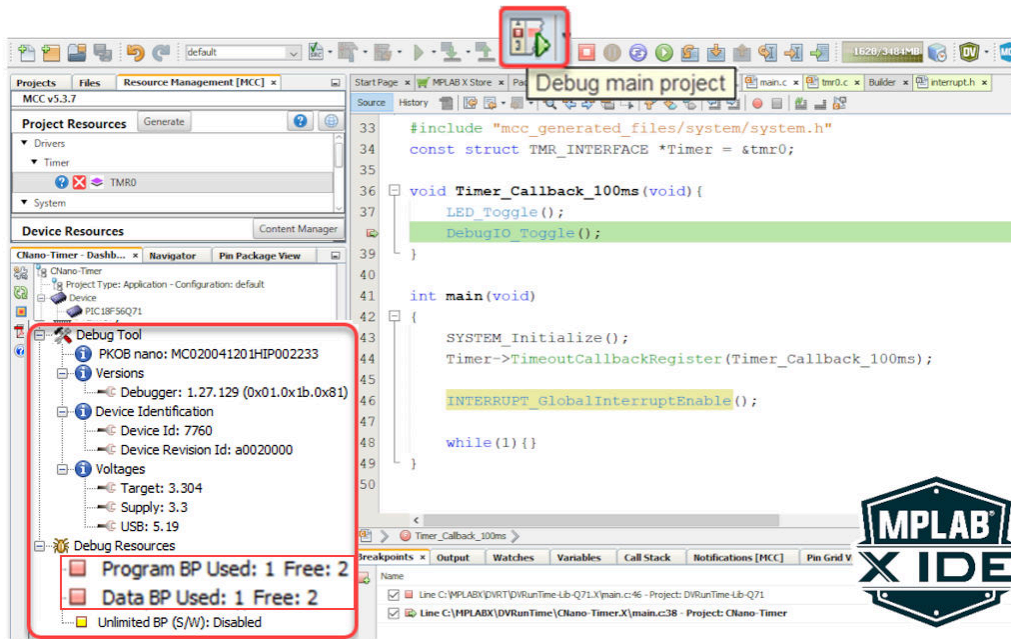 default
1628/3481MB
Debug main project
Projects Files Resource Management [MCC] ×
MCC v5.3.7
Project Resources Generate
Drivers
Timer
TMR0
System
Device Resources Content Manager
CNano-Timer - Dashb... × Navigator Pin Package View
CNano-Timer
Project Type: Application - Configuration: default
Device
PIC18F56Q71
Debug Tool
PKOB nano: MC020041201HIP002233
Versions
Debugger: 1.27.129 (0x01.0x1b.0x81)
Device Identification
Device Id: 7760
Device Revision Id: a0020000
Voltages
Target: 3.304
Supply: 3.3
USB: 5.19
Debug Resources
Program BP Used: 1 Free: 2
Data BP Used: 1 Free: 2
Unlimited BP (S/W): Disabled
Start Page × MPLAB X Store × main.c × tmr0.c × Builder × interrupt.h ×
Source History
33 #include "mcc_generated_files/system/system.h"
34 const struct TMR_INTERFACE *Timer = &tmr0;
35
36 void Timer_Callback_100ms(void){
37 LED_Toggle();
DebugIO_Toggle();
39 }
40
41 int main(void)
42 {
43 SYSTEM_Initialize();
44 Timer->TimeoutCallbackRegister(Timer_Callback_100ms);
45
46 INTERRUPT_GlobalInterruptEnable();
47
48 while(1){}
49 }
50
Timer_Callback_100ms
Breakpoints × Output Watches Variables Call Stack Notifications [MCC] Pin Grid V
Name
Line C:\MPLABX\DVRT\DVRunTime-Lib-Q71.X\main.c:46 - Project: DVRunTime-Lib-Q71
Line C:\MPLABX\DVRunTime\CNano-Timer.X\main.c:38 - Project: CNano-Timer
MPLAB®
X IDE